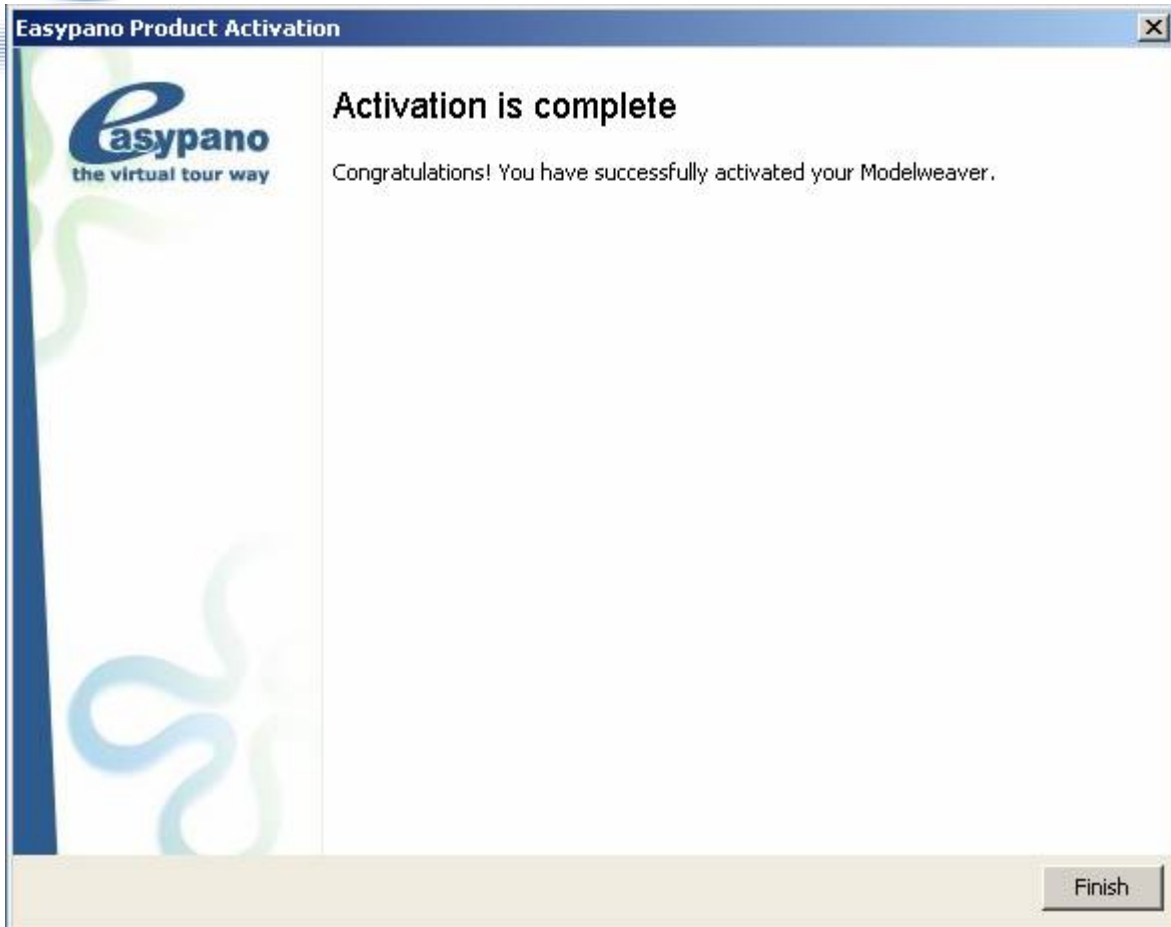 Easypano Product Activation
easypano
the virtual tour way
Activation is complete
Congratulations! You have successfully activated your Modelweaver.
Finish